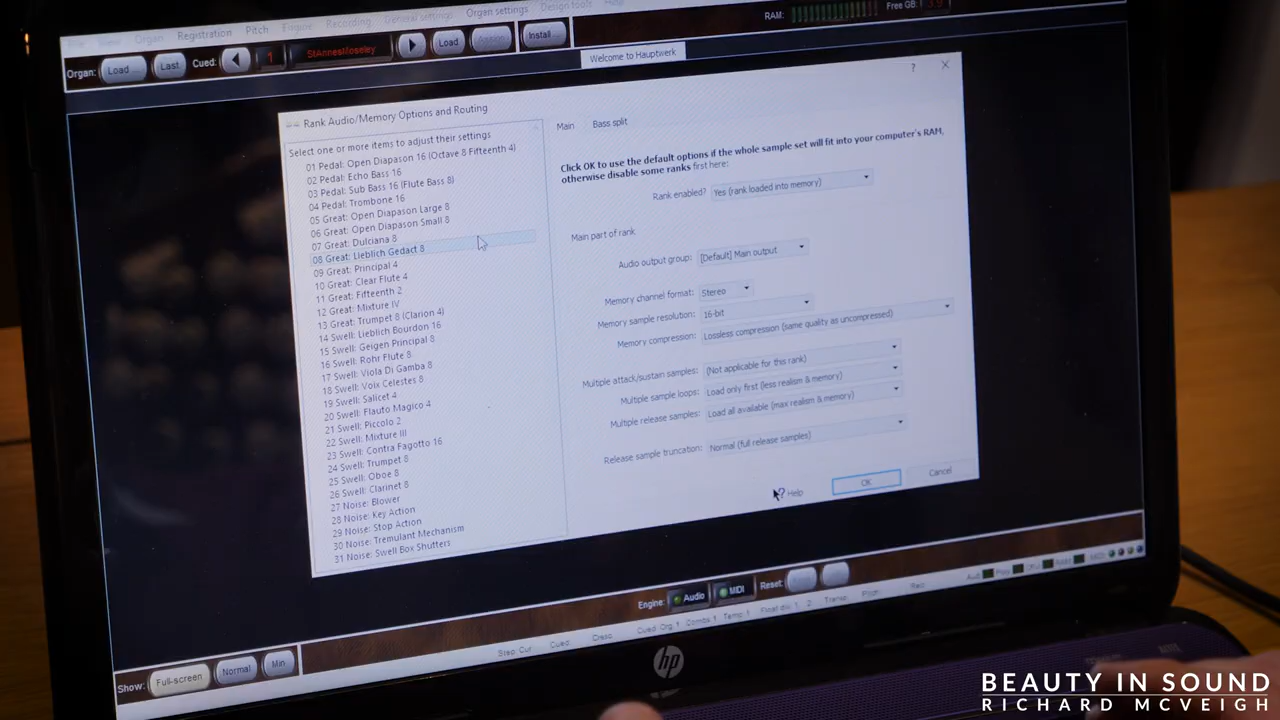 Organ Registration Pitch Engine Recording General settings Organ settings Design tools Help
Organ: Load... Last Cued: 1 StAnnesMoseley Load Install...
RAM: Free GB:
Welcome to Hauptwerk
Rank Audio/Memory Options and Routing
? ×
Select one or more items to adjust their settings
01 Pedal: Open Diapason 16 (Octave 8 Fifteenth 4)
02 Pedal: Echo Bass 16
03 Pedal: Sub Bass 16 (Flute Bass 8)
04 Pedal: Trombone 16
05 Great: Open Diapason Large 8
06 Great: Open Diapason Small 8
07 Great: Dulciana 8
08 Great: Lieblich Gedact 8
09 Great: Principal 4
10 Great: Clear Flute 4
11 Great: Fifteenth 2
12 Great: Mixture IV
13 Great: Trumpet 8 (Clarion 4)
14 Swell: Lieblich Bourdon 16
15 Swell: Geigen Principal 8
16 Swell: Rohr Flute 8
17 Swell: Viola Di Gamba 8
18 Swell: Voix Celestes 8
19 Swell: Salicet 4
20 Swell: Flauto Magico 4
21 Swell: Piccolo 2
22 Swell: Mixture III
23 Swell: Contra Fagotto 16
24 Swell: Trumpet 8
25 Swell: Oboe 8
26 Swell: Clarinet 8
27 Noise: Blower
28 Noise: Key Action
29 Noise: Stop Action
30 Noise: Tremulant Mechanism
31 Noise: Swell Box Shutters
Main Bass split
Click OK to use the default options if the whole sample set will fit into your computer's RAM,
otherwise disable some ranks first here:
Rank enabled? Yes (rank loaded into memory)
Main part of rank
Audio output group: [Default] Main output
Memory channel format: Stereo
Memory sample resolution: 16-bit
Memory compression: Lossless compression (same quality as uncompressed)
Multiple attack/sustain samples: (Not applicable for this rank)
Multiple sample loops: Load only first (less realism & memory)
Multiple release samples: Load all available (max realism & memory)
Release sample truncation: Normal (full release samples)
Help OK Cancel
Engine: Audio MIDI Reset:
Show: Full-screen Normal Min
hp
BEAUTY IN SOUND
RICHARD MCVEIGH